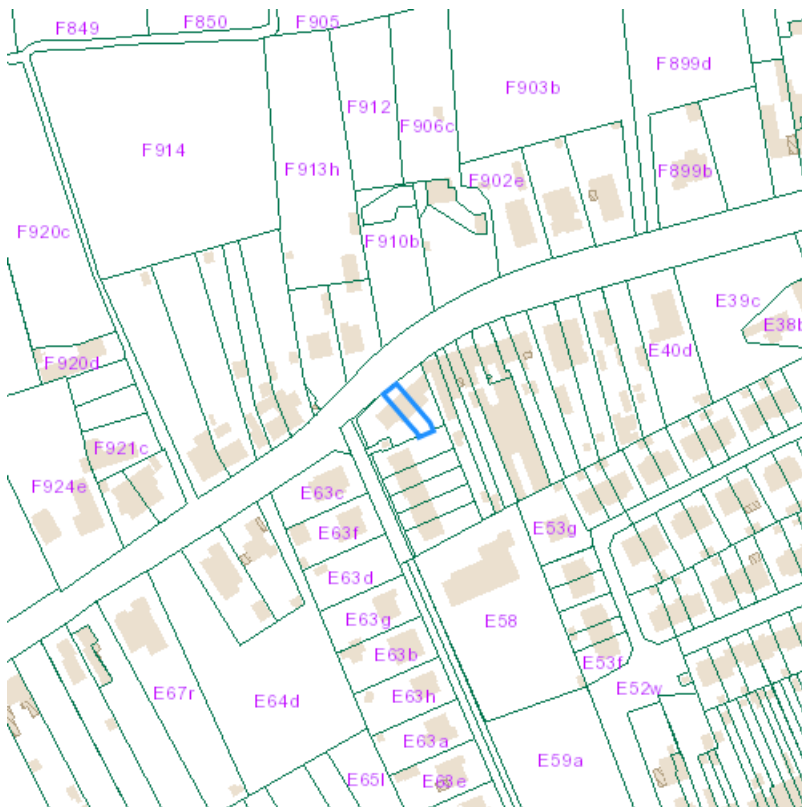 F849
F850
F905
F899d
F903b
F912
F906c
F914
F913h
F899b
F902e
F920c
F910b
E39c
E38b
E40d
F920d
F921c
F924e
E63c
E63f
E53g
E63d
E63g
E58
E63b
E53f
E67r
E64d
E63h
E52w
E63a
E59a
E65l
E63e